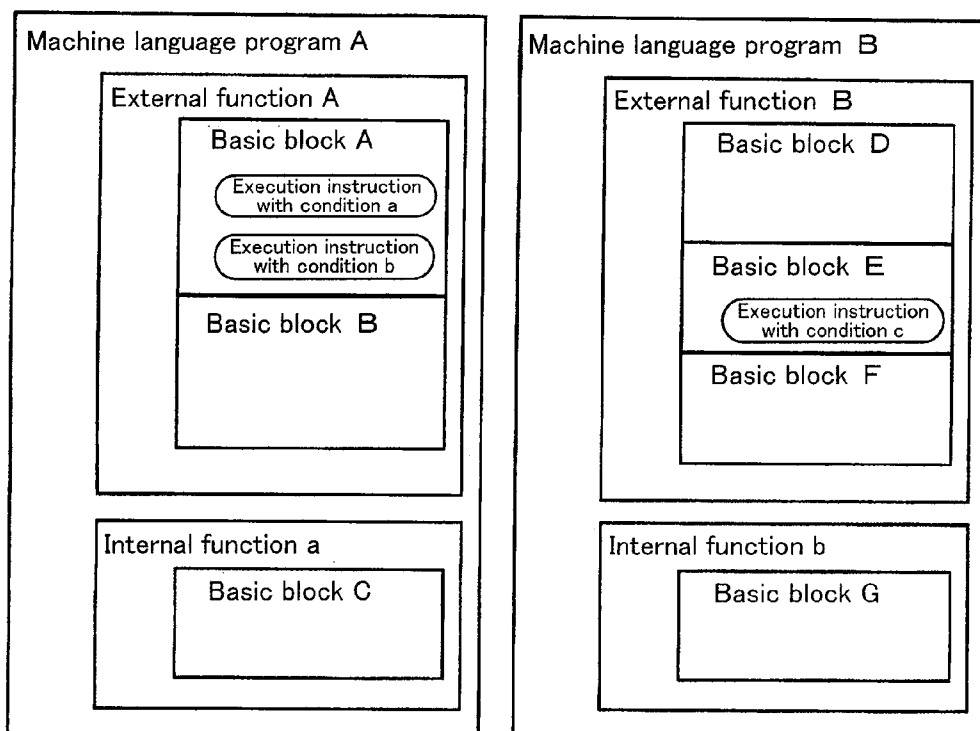 Machine language program A
External function A
Basic block A
Execution instruction
with condition a
Execution instruction
with condition b
Basic block B
Internal function a
Basic block C
Machine language program B
External function B
Basic block D
Basic block E
Execution instruction
with condition c
Basic block F
Internal function b
Basic block G